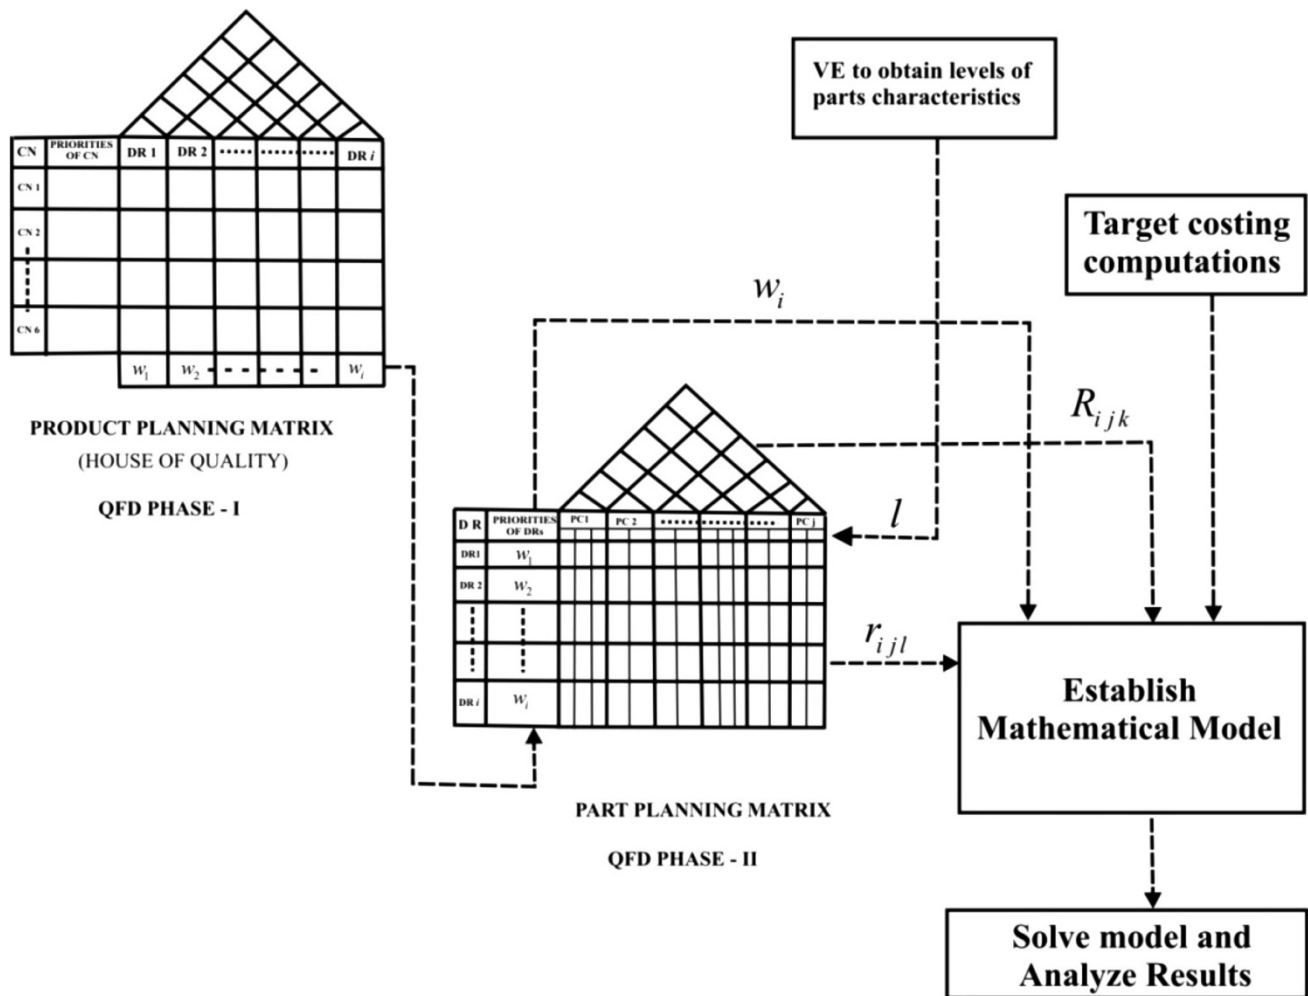 VE to obtain levels of
parts characteristics
CN PRIORITIES OF CN DR 1 DR 2 DR i
CN 1
CN 2
CN 6
w₁ w₂ wᵢ
PRODUCT PLANNING MATRIX
(HOUSE OF QUALITY)
QFD PHASE - I
Target costing
computations
wᵢ
Rᵢⱼₖ
l
D R PRIORITIES OF DRs PC1 PC 2 PC j
DR1 w₁
DR 2 w₂
DR i wᵢ
rᵢⱼₗ
PART PLANNING MATRIX
QFD PHASE - II
Establish
Mathematical Model
Solve model and
Analyze Results